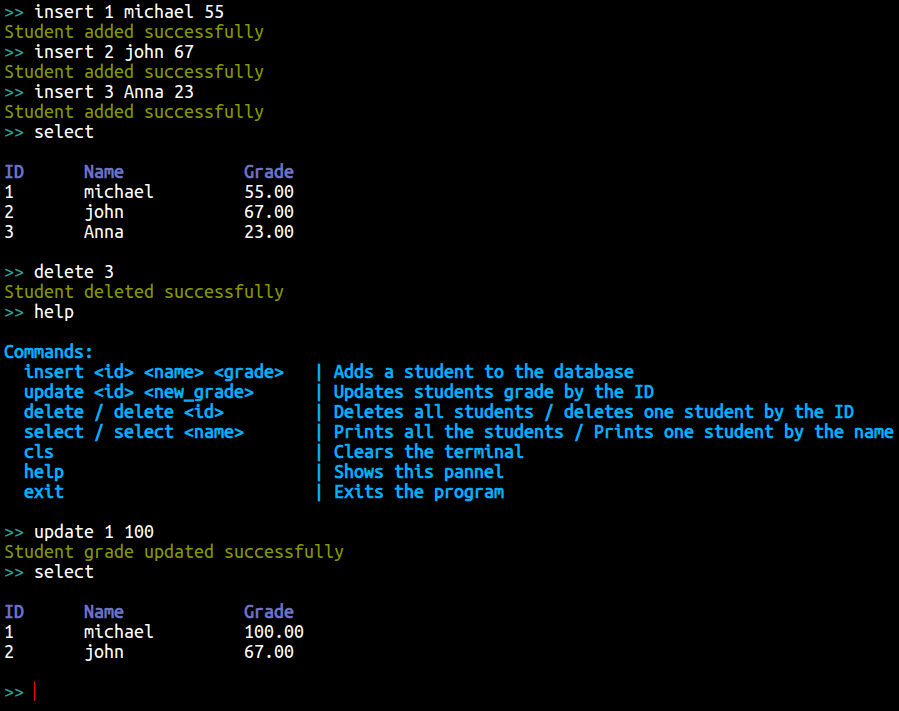 >> insert 1 michael 55
Student added successfully
>> insert 2 john 67
Student added successfully
>> insert 3 Anna 23
Student added successfully
>> select
ID Name Grade
1 michael 55.00
2 john 67.00
3 Anna 23.00
>> delete 3
Student deleted successfully
>> help
Commands:
insert <id> <name> <grade> | Adds a student to the database
update <id> <new_grade> | Updates students grade by the ID
delete / delete <id> | Deletes all students / deletes one student by the ID
select / select <name> | Prints all the students / Prints one student by the name
cls | Clears the terminal
help | Shows this pannel
exit | Exits the program
>> update 1 100
Student grade updated successfully
>> select
ID Name Grade
1 michael 100.00
2 john 67.00
>>